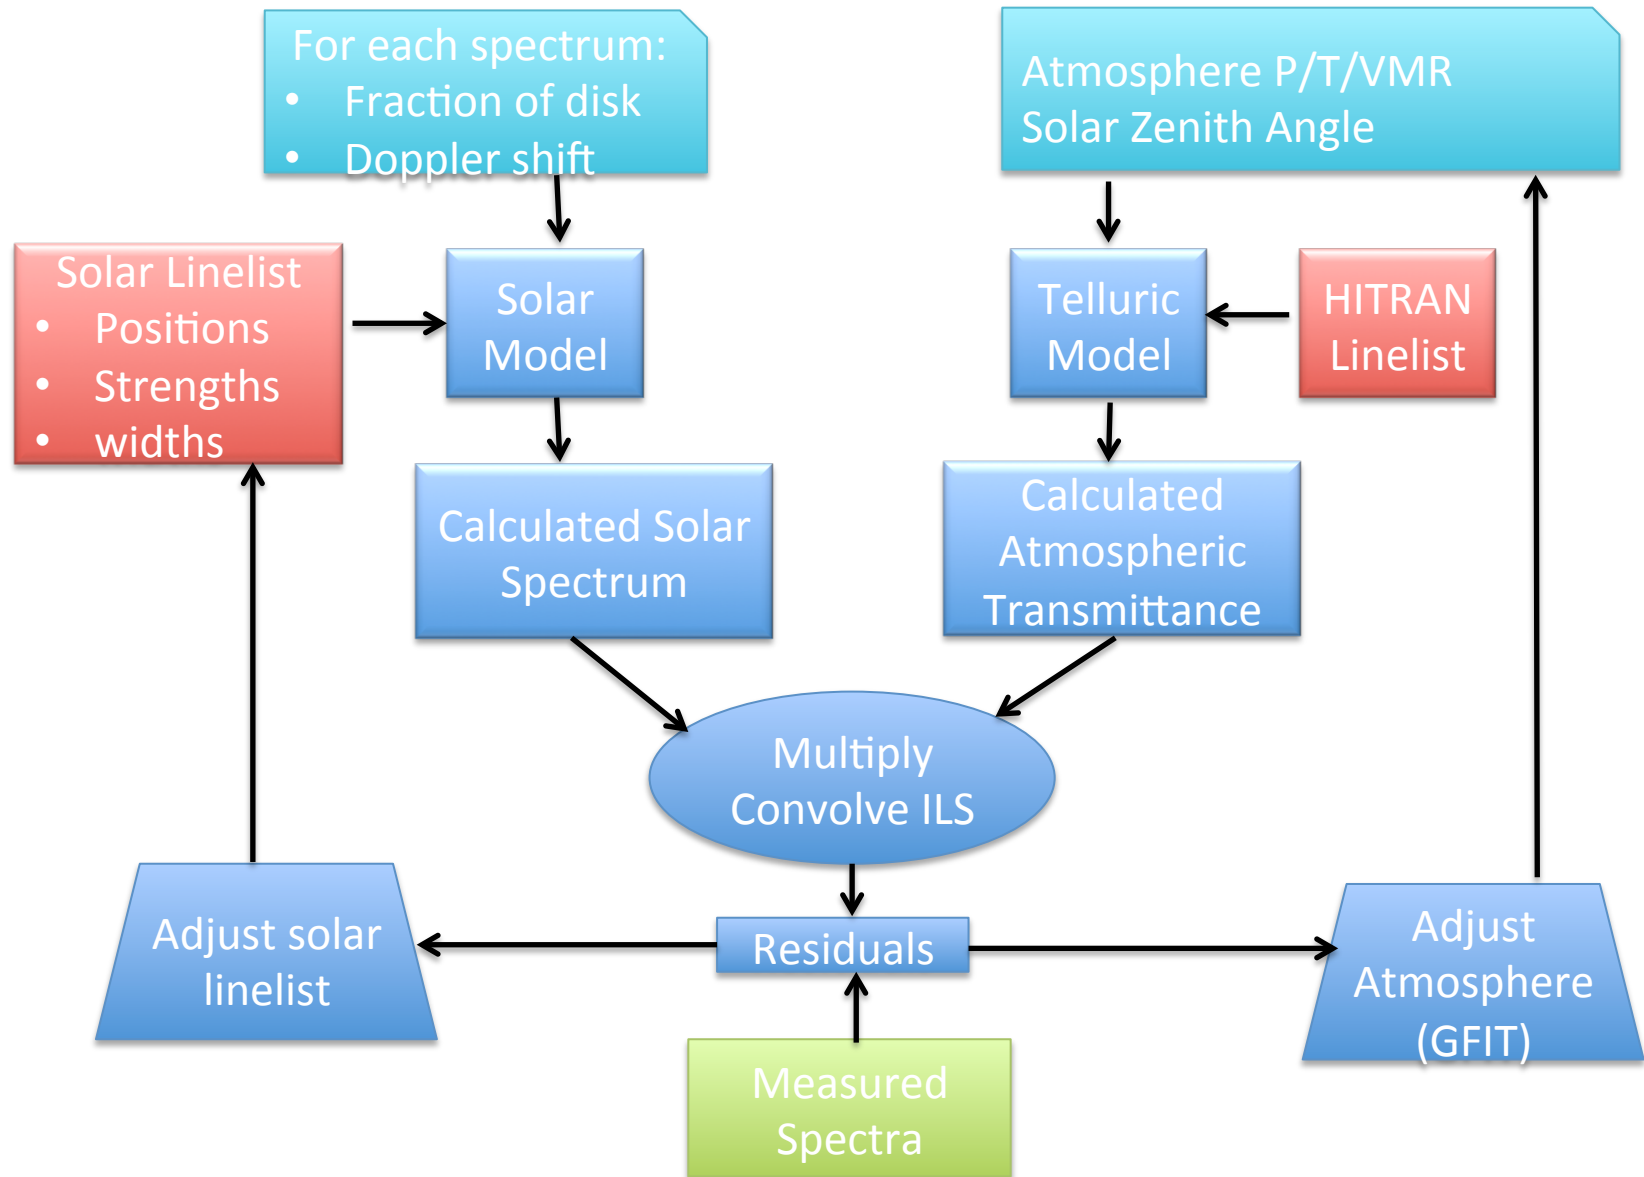 For each spectrum:
• Fraction of disk
• Doppler shift
Atmosphere P/T/VMR
Solar Zenith Angle
Solar Linelist
• Positions
• Strengths
• widths
Solar
Model
Telluric
Model
HITRAN
Linelist
Calculated Solar
Spectrum
Calculated
Atmospheric
Transmittance
Multiply
Convolve ILS
Adjust solar
linelist
Residuals
Adjust
Atmosphere
(GFIT)
Measured
Spectra